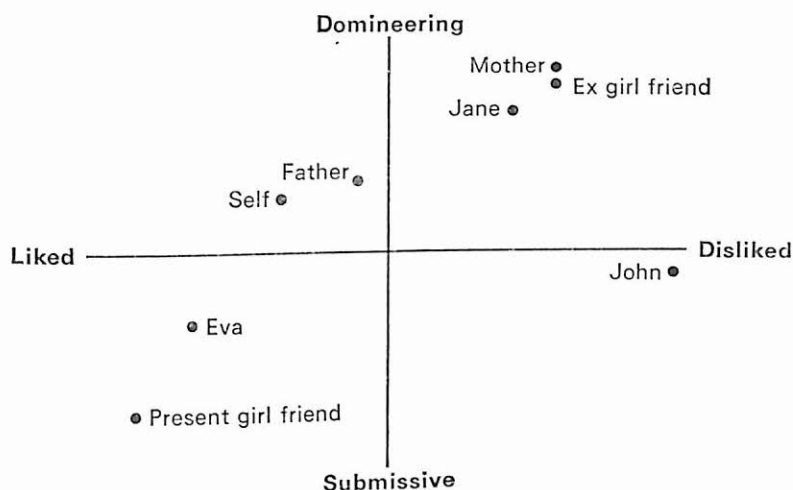 Domineering
Mother
Ex girl friend
Jane
Father
Self
Liked
Disliked
John
Eva
Present girl friend
Submissive